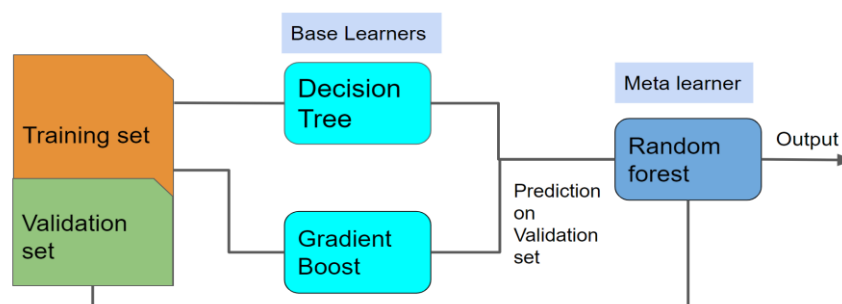 Base Learners
Decision
Tree
Meta learner
Training set
Random
forest
Output
Prediction
on
Validation
set
Validation
set
Gradient
Boost